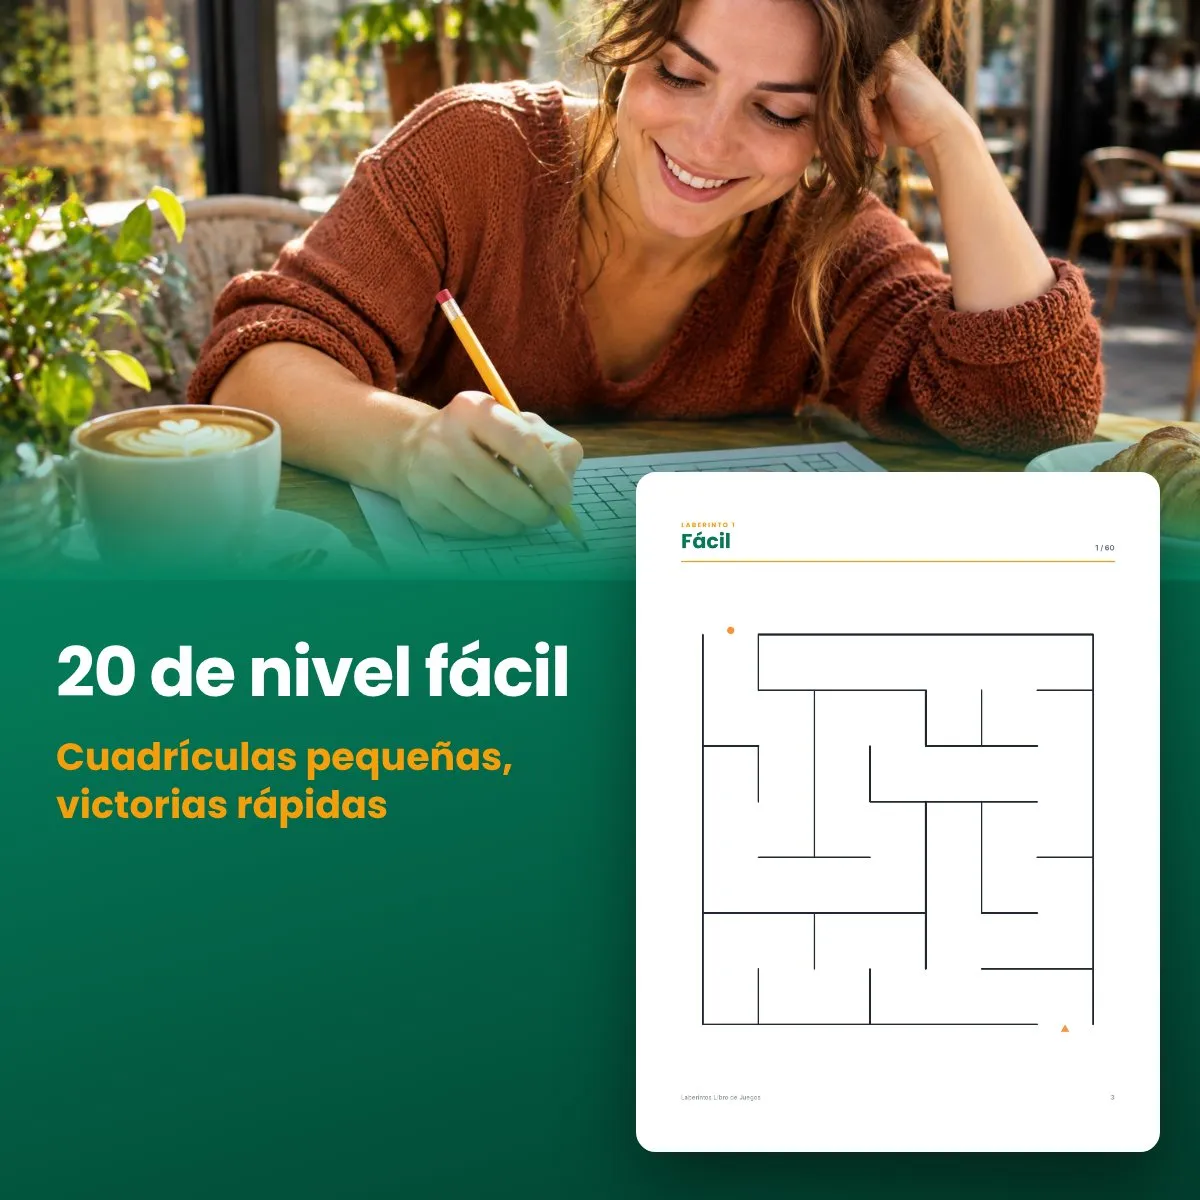 LABERINTO 1
Fácil
1 / 60
20 de nivel fácil
Cuadrículas pequeñas,
victorias rápidas
Laberintos Libro de Juegos
3